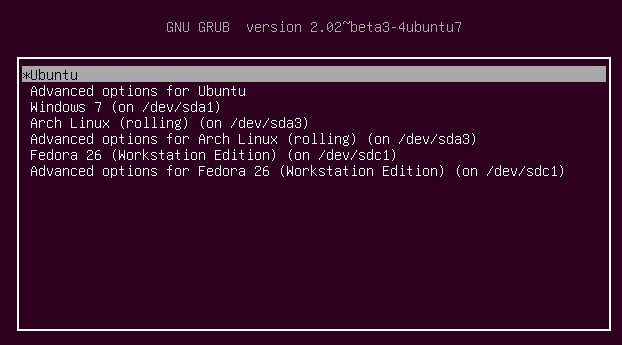 GNU GRUB  version 2.02~beta3-4ubuntu7
*Ubuntu
Advanced options for Ubuntu
Windows 7 (on /dev/sda1)
Arch Linux (rolling) (on /dev/sda3)
Advanced options for Arch Linux (rolling) (on /dev/sda3)
Fedora 26 (Workstation Edition) (on /dev/sdc1)
Advanced options for Fedora 26 (Workstation Edition) (on /dev/sdc1)